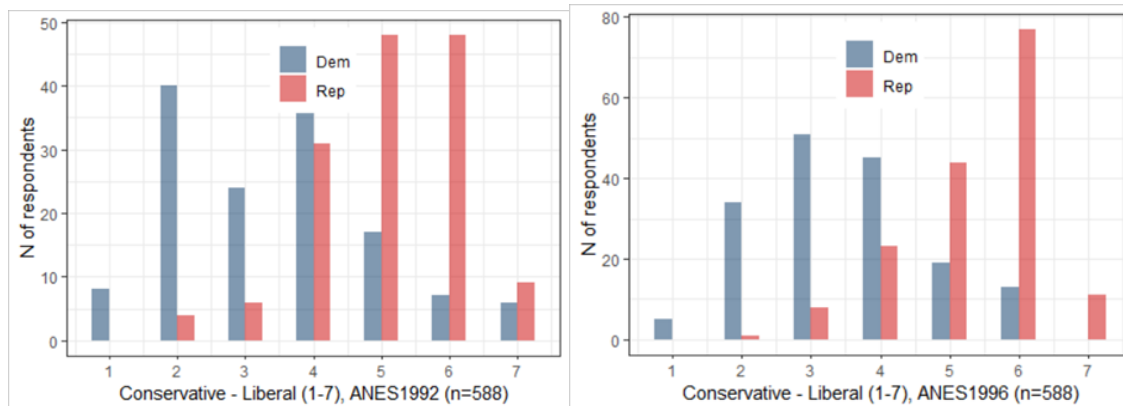 50
40
30
20
10
0
N of respondents
Dem
Rep
1 2 3 4 5 6 7
Conservative - Liberal (1-7), ANES1992 (n=588)
80
60
40
20
0
N of respondents
Dem
Rep
1 2 3 4 5 6 7
Conservative - Liberal (1-7), ANES1996 (n=588)